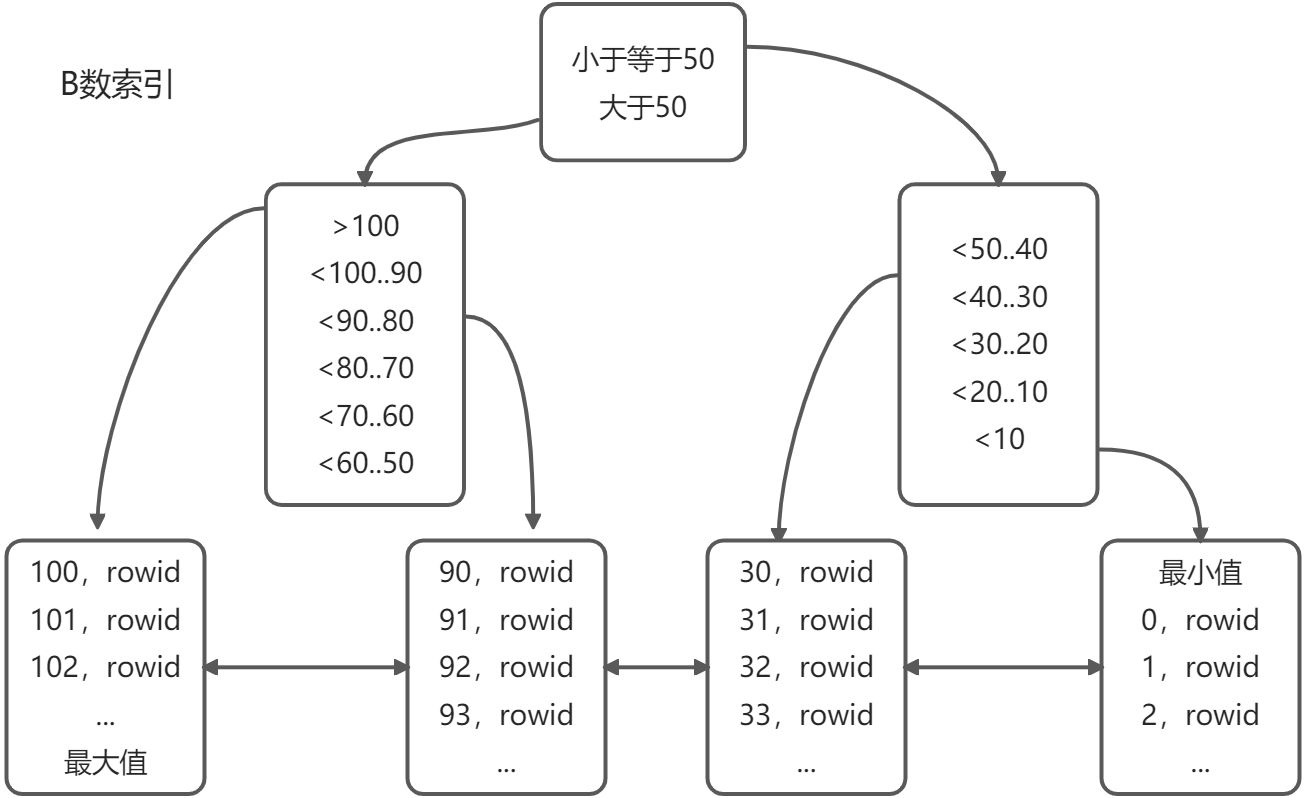 B数索引
小于等于50
大于50
>100
<100..90
<90..80
<80..70
<70..60
<60..50
<50..40
<40..30
<30..20
<20..10
<10
100，rowid
101，rowid
102，rowid
...
最大值
90，rowid
91，rowid
92，rowid
93，rowid
...
30，rowid
31，rowid
32，rowid
33，rowid
...
最小值
0，rowid
1，rowid
2，rowid
...